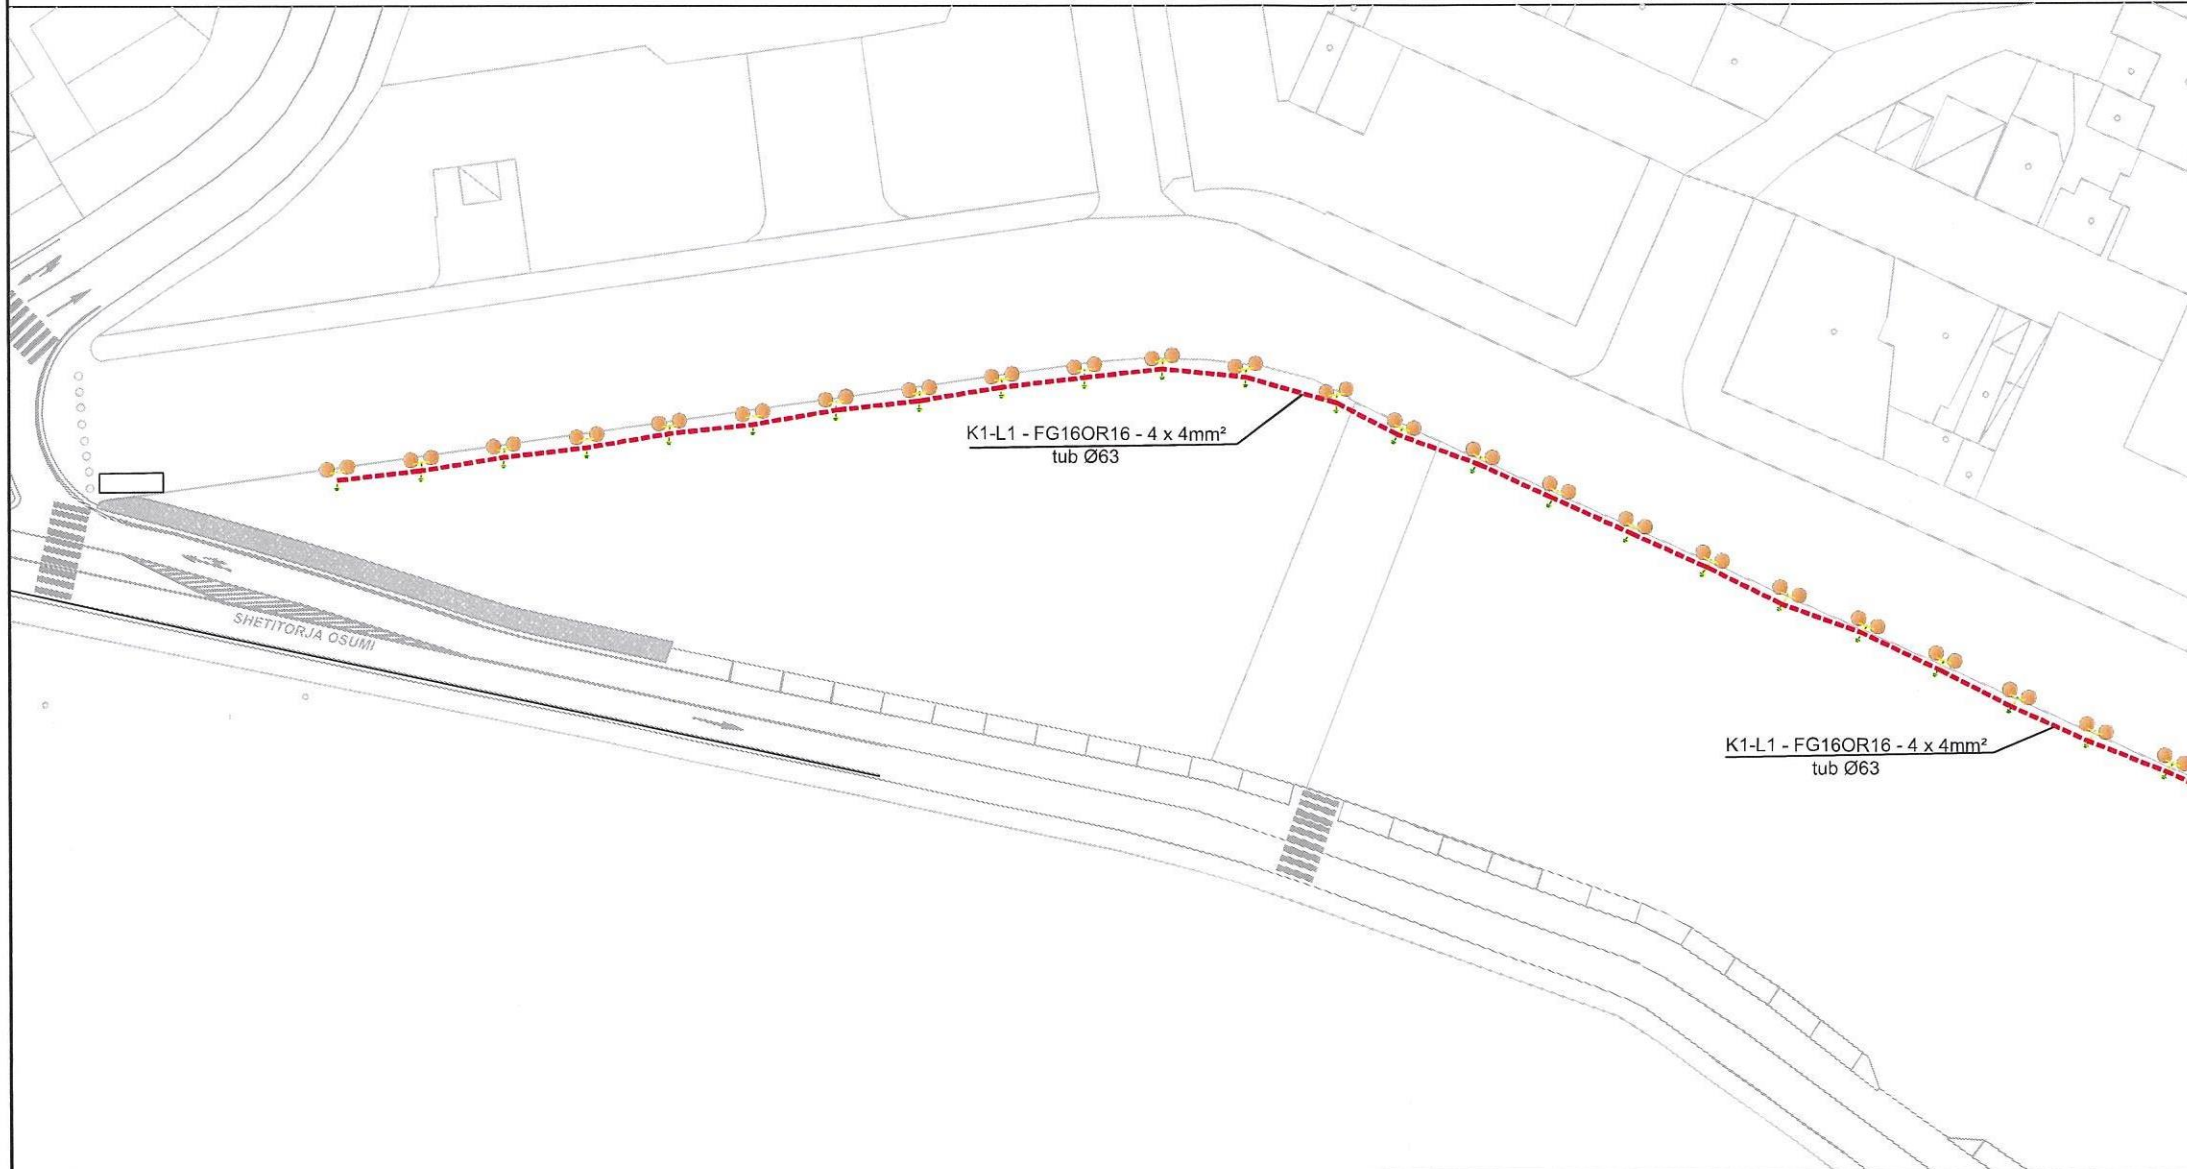 K1-L1 - FG16OR16 - 4 x 4mm²
tub Ø63
SHETITORJA OSUMI
K1-L1 - FG16OR16 - 4 x 4mm²
tub Ø63